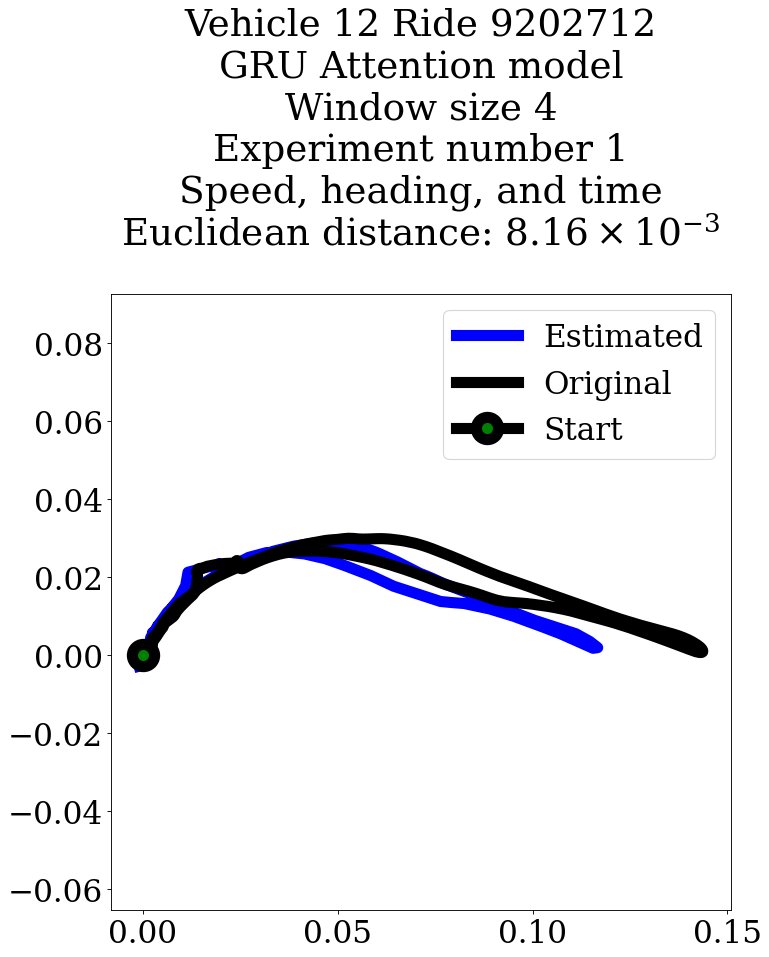 Vehicle 12 Ride 9202712
GRU Attention model
Window size 4
Experiment number 1
Speed, heading, and time
Euclidean distance: 8.16 × 10⁻³
Estimated
Original
Start
0.08
0.06
0.04
0.02
0.00
−0.02
−0.04
−0.06
0.00 0.05 0.10 0.15